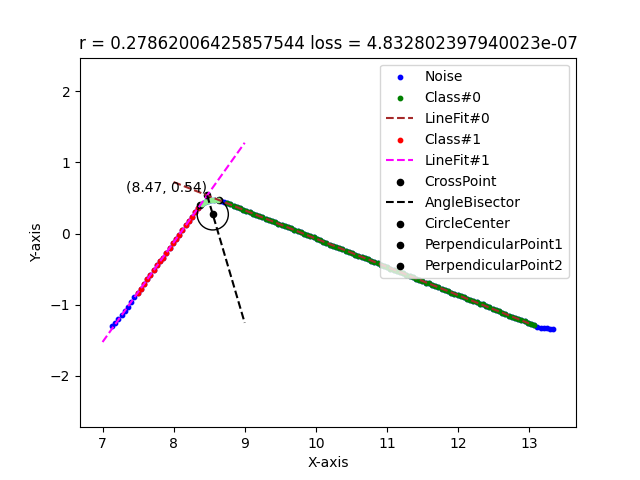 r = 0.27862006425857544 loss = 4.832802397940023e-07
Noise
Class#0
LineFit#0
Class#1
LineFit#1
CrossPoint
AngleBisector
CircleCenter
PerpendicularPoint1
PerpendicularPoint2
(8.47, 0.54)
2
1
0
−1
−2
Y-axis
7 8 9 10 11 12 13
X-axis